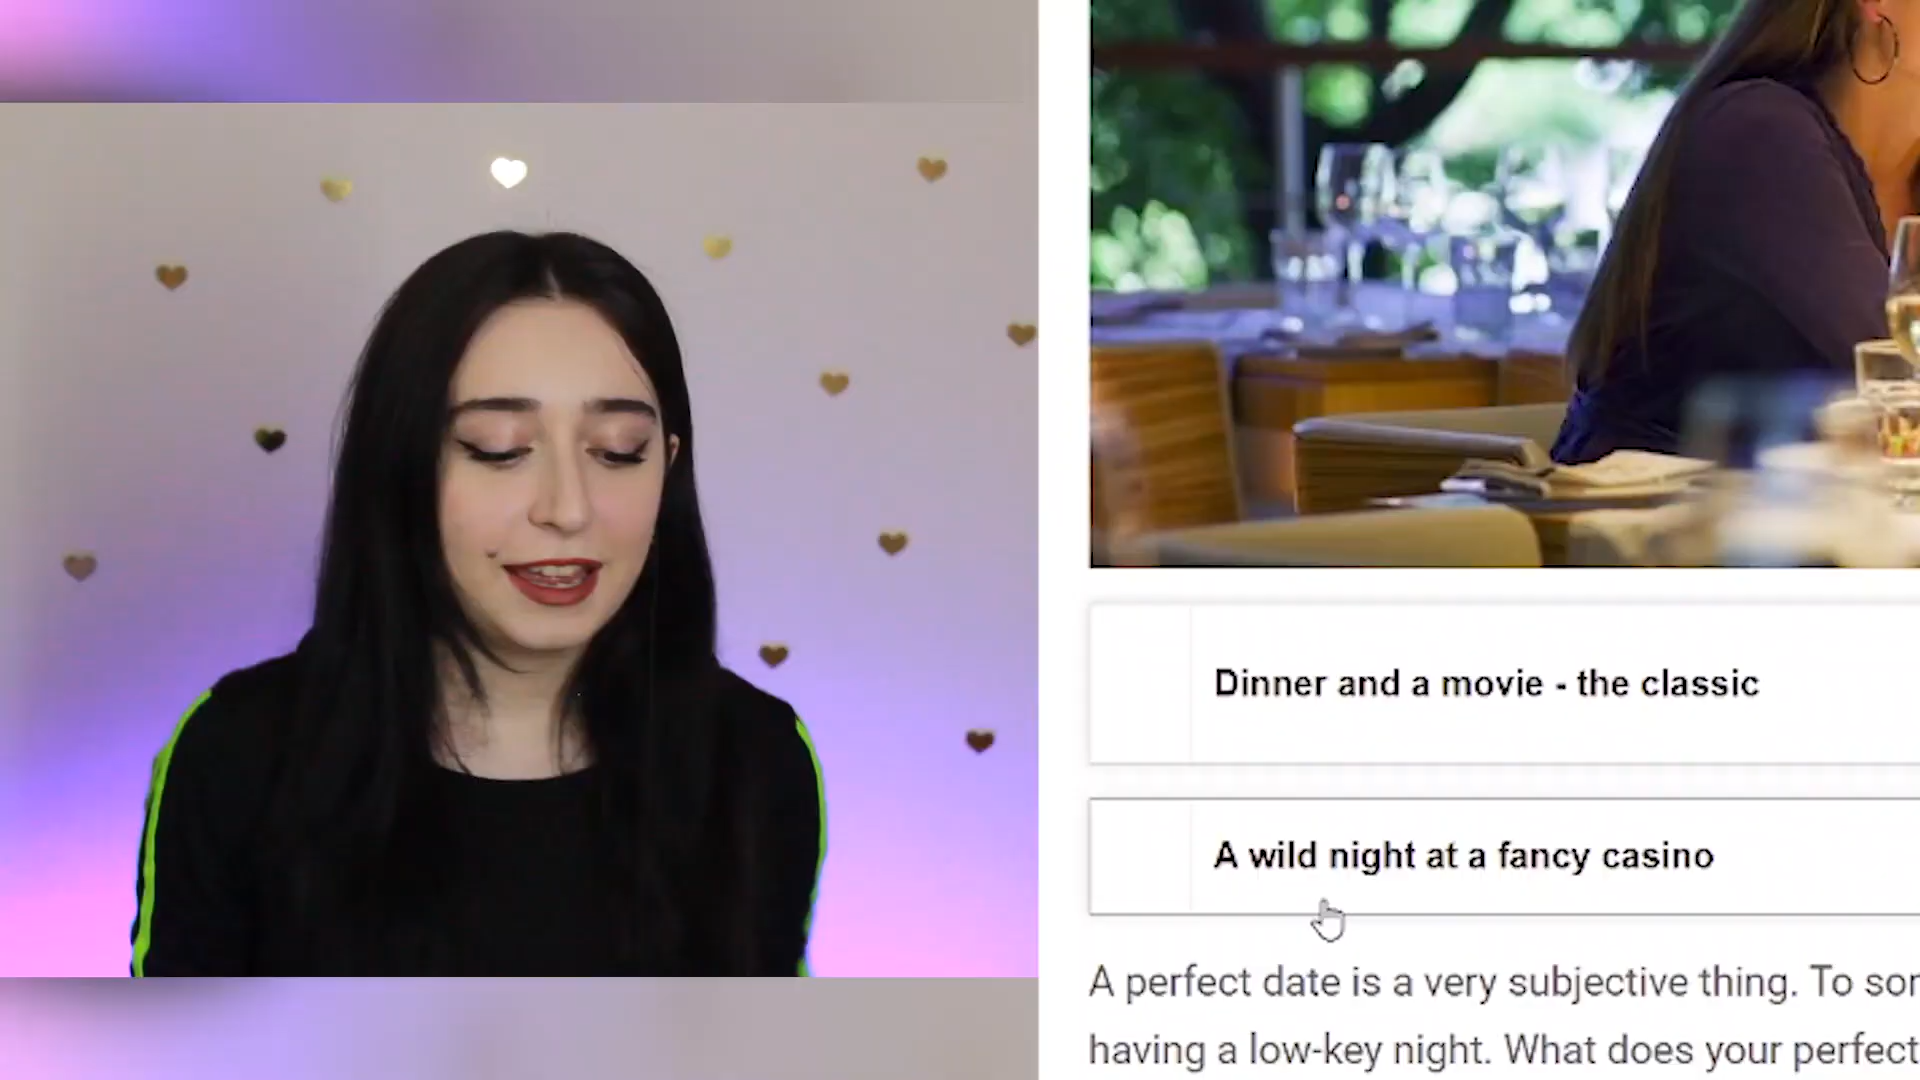 Dinner and a movie - the classic
A wild night at a fancy casino
A perfect date is a very subjective thing. To
having a low-key night. What does your perfect